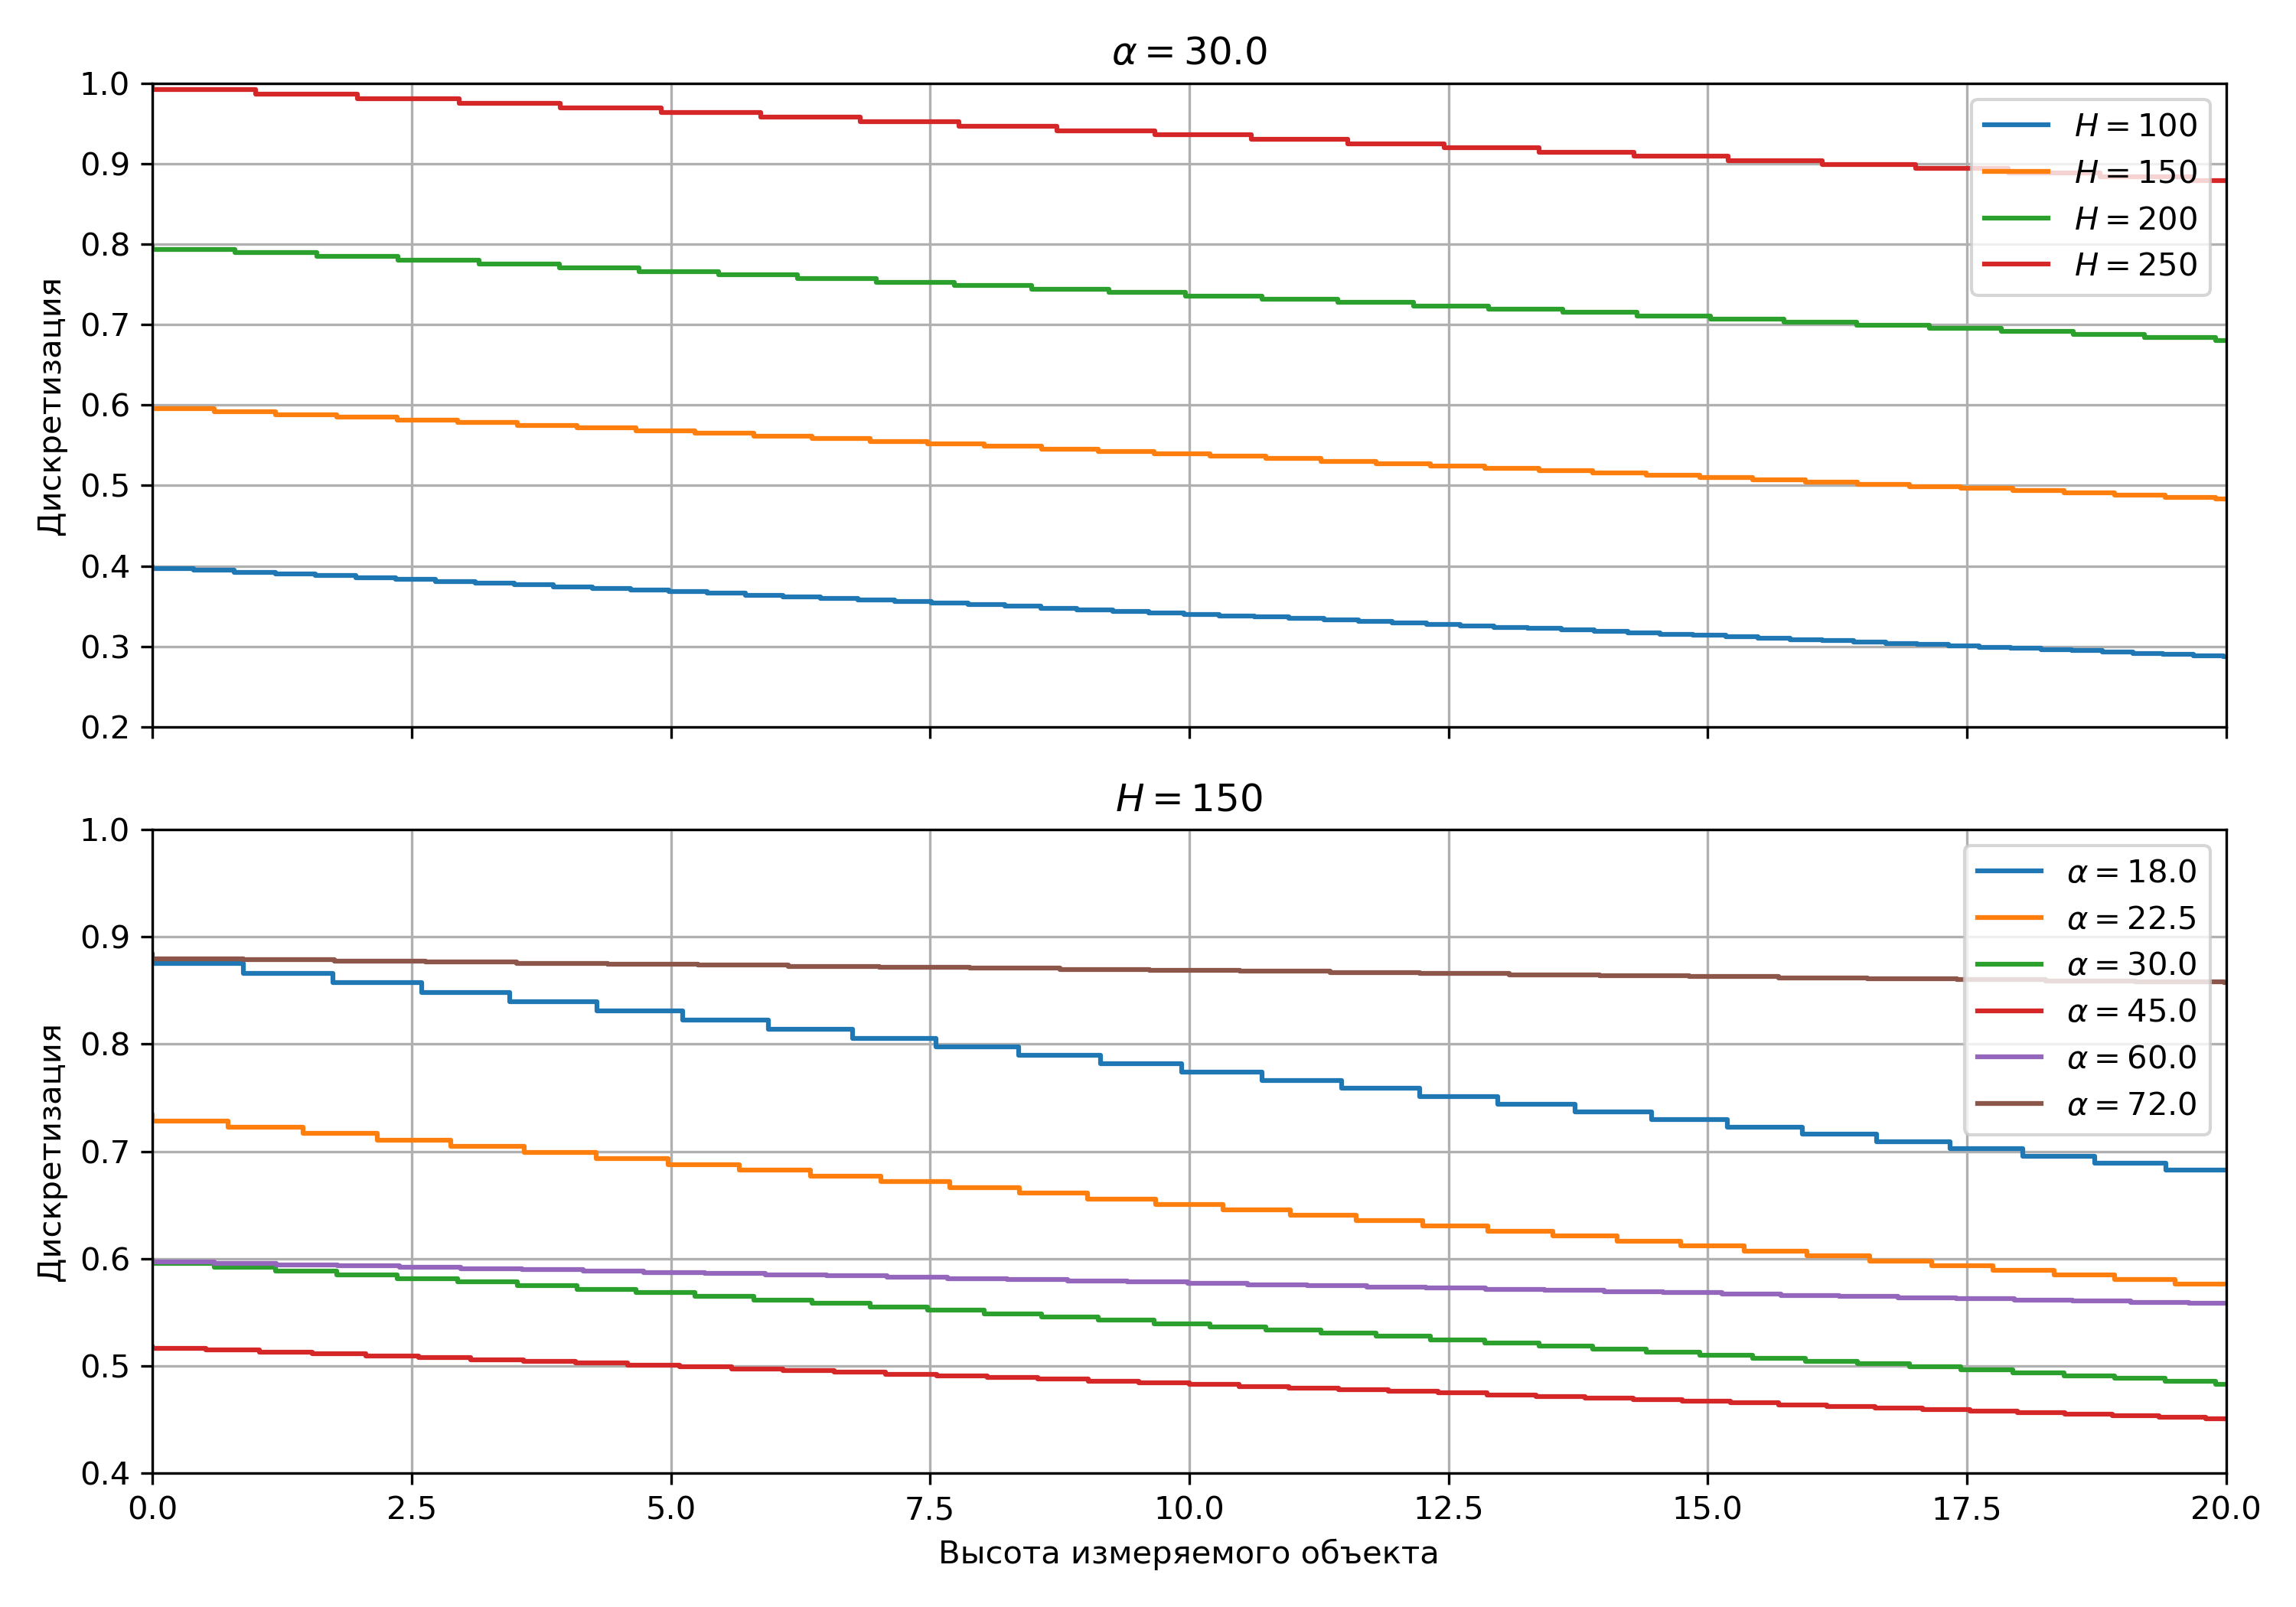 α = 30.0
1.0
0.9
0.8
0.7
0.6
0.5
0.4
0.3
0.2
Дискретизация
H = 100
H = 150
H = 200
H = 250
H = 150
1.0
0.9
0.8
0.7
0.6
0.5
0.4
Дискретизация
α = 18.0
α = 22.5
α = 30.0
α = 45.0
α = 60.0
α = 72.0
0.0 2.5 5.0 7.5 10.0 12.5 15.0 17.5 20.0
Высота измеряемого объекта